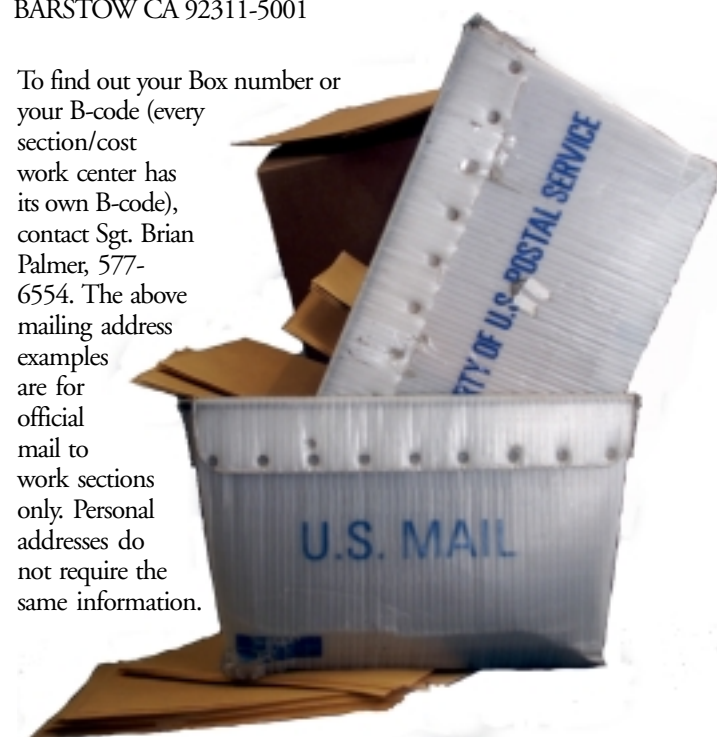 BARSTOW CA 92311-5001
To find out your Box number or
your B-code (every
section/cost
work center has
its own B-code),
contact Sgt. Brian
Palmer, 577-
6554. The above
mailing address
examples
are for
official
mail to
work sections
only. Personal
addresses do
not require the
same information.
RTY OF U.S. POSTAL SERVICE
U.S. MAIL